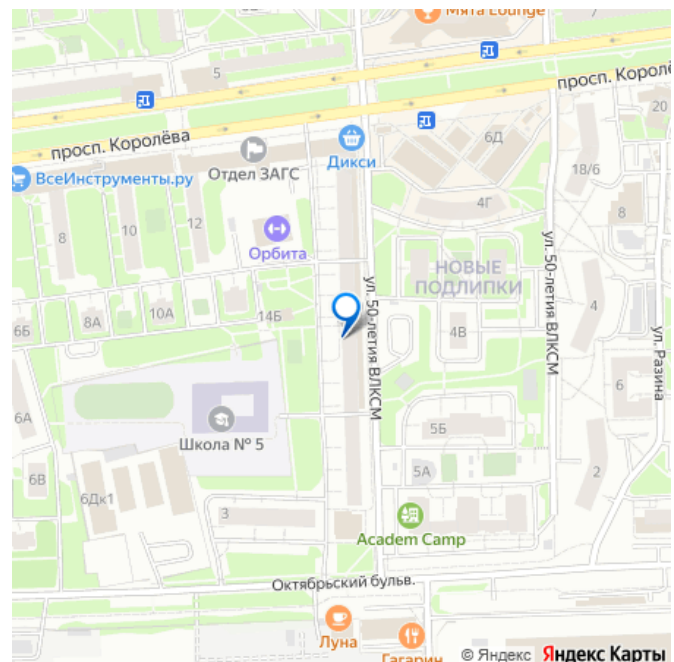 Мята Lounge
7
5
просп. Королёва
20
просп. Королёва
6Д
Отдел ЗАГС
Дикси
18/6
ВсеИнструменты.ру
4Г
8
12
10
8
Орбита
НОВЫЕ
ПОДЛИПКИ
ул. 50-летия ВЛКСМ
ул. 50-летия ВЛКСМ
10А
14Б
8А
6Б
4В
4
ул. Разина
6
6А
Школа № 5
5Б
6В
6Дк1
5А
2
3
Academ Camp
Октябрьский бульв.
Луна
Гагарин
© Яндекс Яндекс Карты